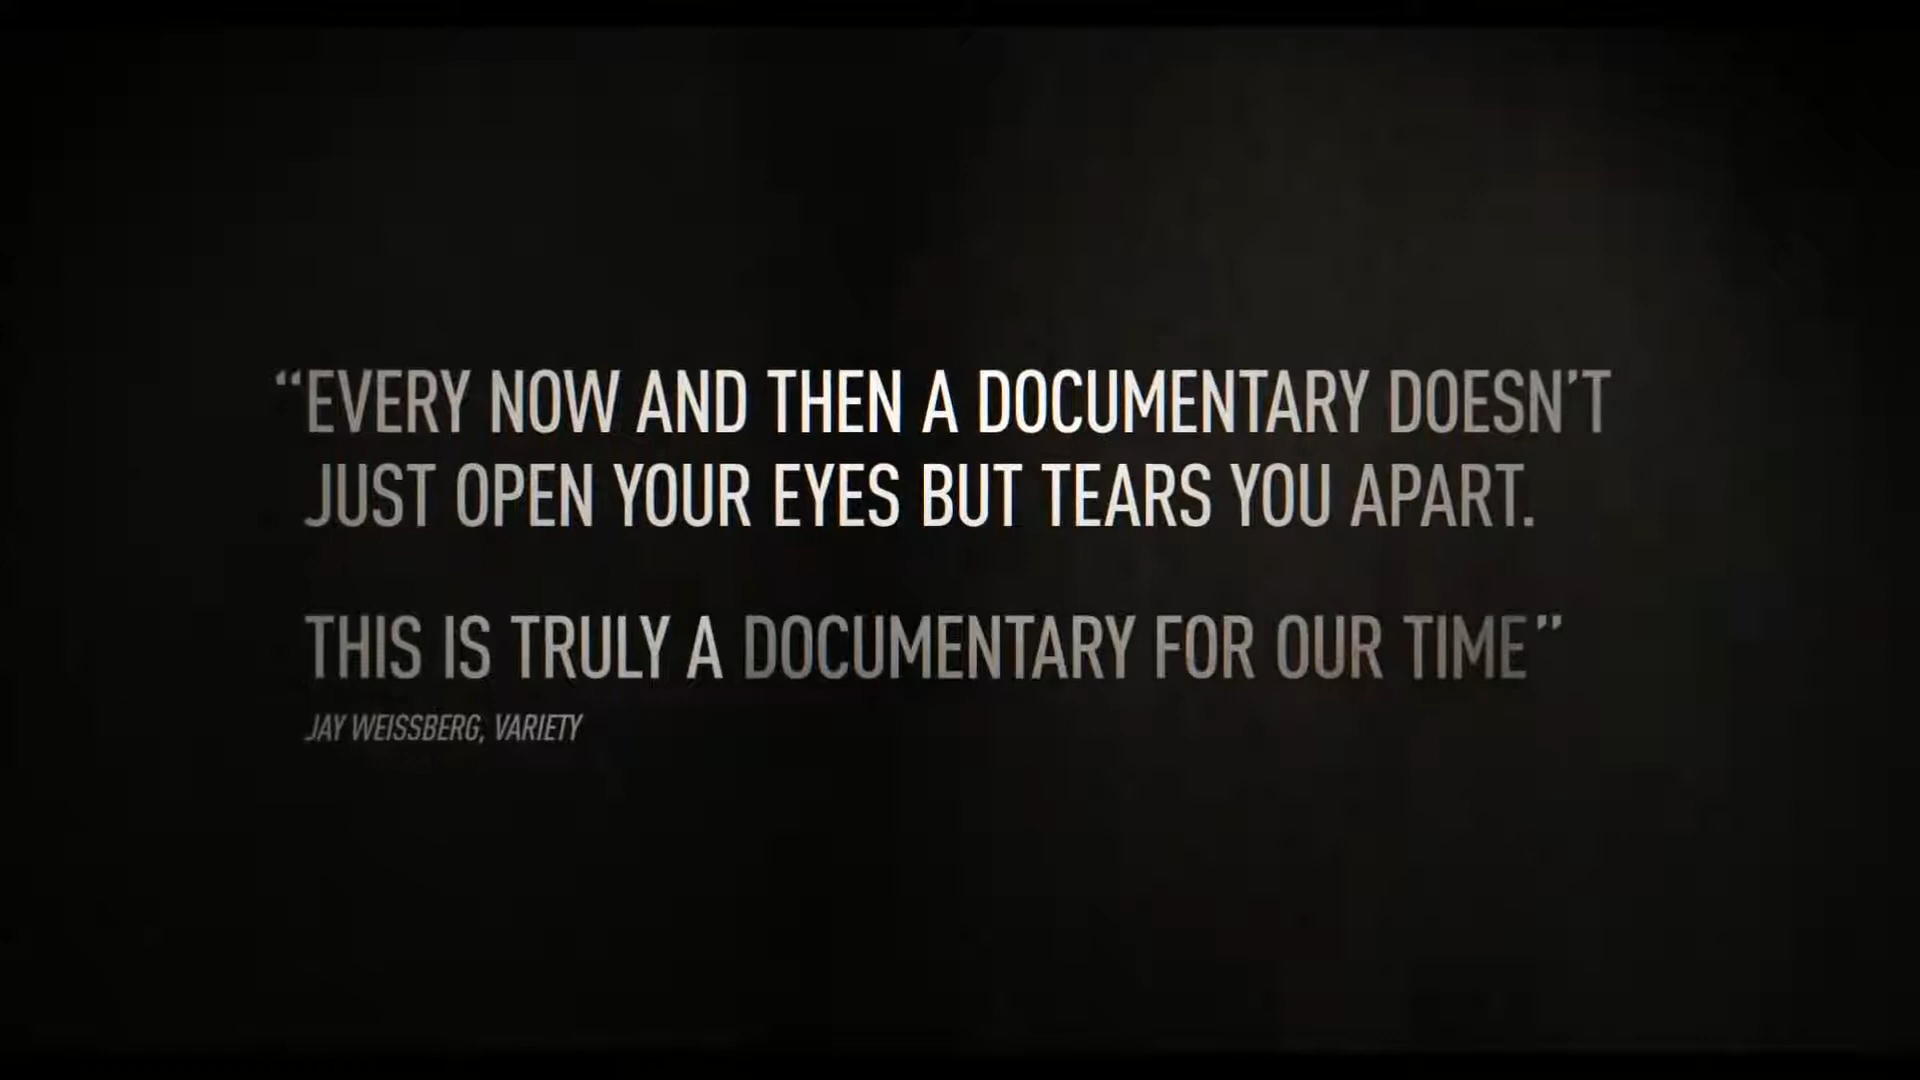 “EVERY NOW AND THEN A DOCUMENTARY DOESN’T
JUST OPEN YOUR EYES BUT TEARS YOU APART.
THIS IS TRULY A DOCUMENTARY FOR OUR TIME”
JAY WEISSBERG, VARIETY